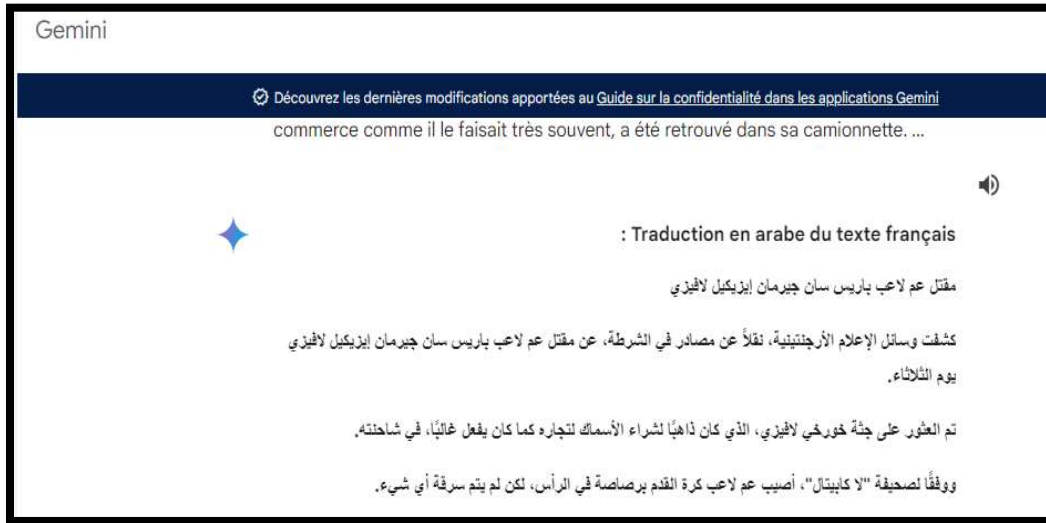 Gemini
Découvrez les dernières modifications apportées au Guide sur la confidentialité dans les applications Gemini
commerce comme il le faisait très souvent, a été retrouvé dans sa camionnette. ...
: Traduction en arabe du texte français
مقتل عم لاعب باريس سان جيرمان إيزيكيل لافيزي
كشفت وسائل الإعلام الأرجنتينية، نقلاً عن مصادر في الشرطة، عن مقتل عم لاعب باريس سان جيرمان إيزيكيل لافيزي
يوم الثلاثاء.
تم العثور على جثة خورخي لافيزي، الذي كان ذاهبًا لشراء الأسماك لتجاره كما كان يفعل غالبًا، في شاحنته.
ووفقًا لصحيفة "لا كابيتال"، أصيب عم لاعب كرة القدم برصاصة في الرأس، لكن لم يتم سرقة أي شيء.